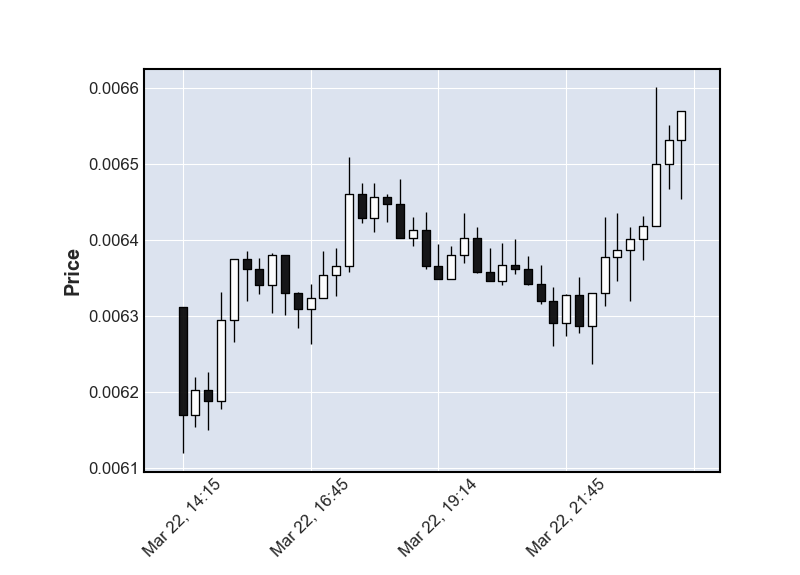 0.0066
0.0065
0.0064
0.0063
0.0062
0.0061
Price
Mar 22, 14:15
Mar 22, 16:45
Mar 22, 19:14
Mar 22, 21:45